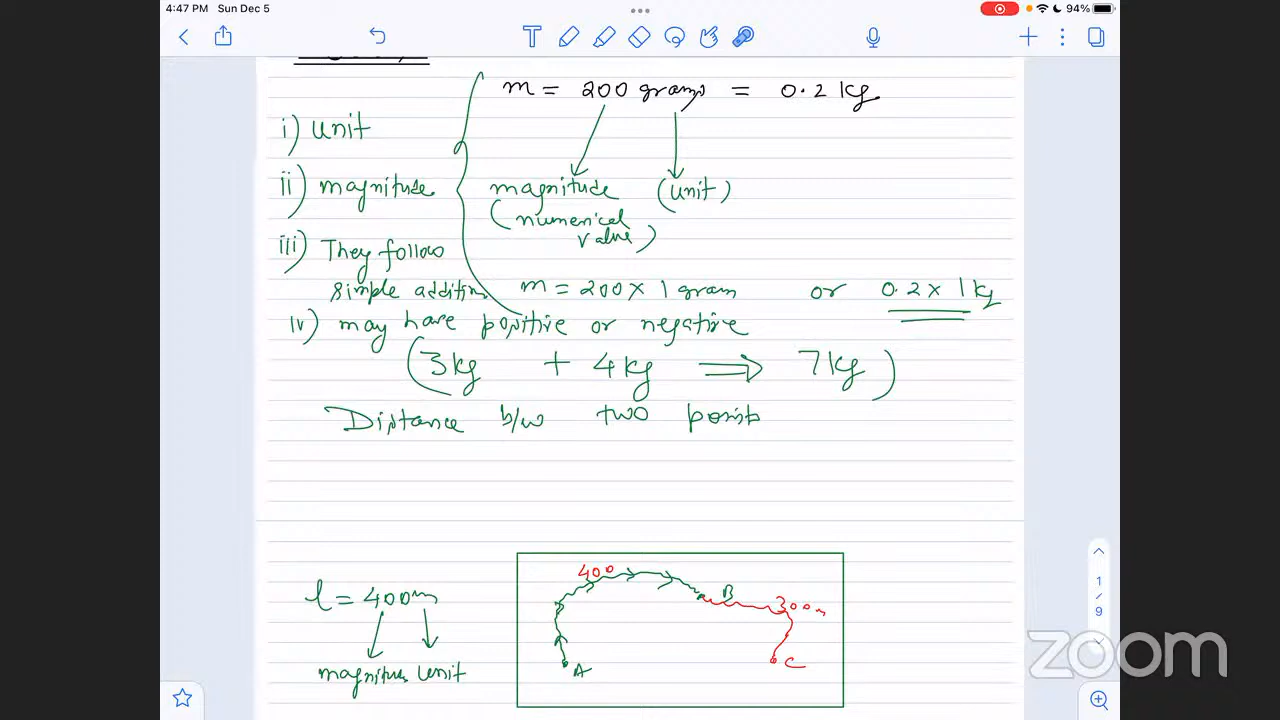 4:47 PM Sun Dec 5
94%
m = 200 grams = 0.2 kg
i) Unit
ii) magnitude
magnitude (Unit)
(numerical value)
iii) They follow
simple addition
m = 200 × 1 gram or 0.2 × 1 kg
iv) may have positive or negative
(3 kg + 4 kg ⇒ 7 kg)
Distance b/w two points
l = 400m
magnitude Unit
400
B
300m
A
C
1
9
zoom